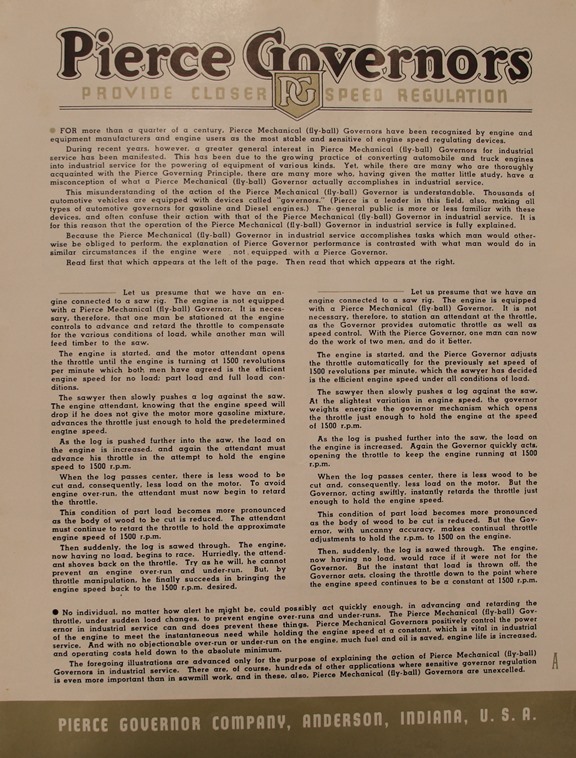 Pierce Governors
PROVIDE CLOSER PG SPEED REGULATION
FOR more than a quarter of a century, Pierce Mechanical (fly-ball) Governors have been recognized by engine and
equipment manufacturers and engine users as the most stable and sensitive of engine speed regulating devices.
During recent years, however, a greater general interest in Pierce Mechanical (fly-ball) Governors for industrial
service has been manifested. This has been due to the growing practice of converting automobile and truck engines
into industrial service for the powering of equipment of various kinds. Yet, while there are many who are thoroughly
acquainted with the Pierce Governing Principle, there are many more who, having given the matter little study, have a
misconception of what a Pierce Mechanical (fly-ball) Governor actually accomplishes in industrial service.
This misunderstanding of the action of the Pierce Mechanical (fly-ball) Governor is understandable. Thousands of
automotive vehicles are equipped with devices called "governors." (Pierce is a leader in this field, also, making all
types of automotive governors for gasoline and Diesel engines.) The general public is more or less familiar with these
devices, and often confuse their action with that of the Pierce Mechanical (fly-ball) Governor in industrial service. It is
for this reason that the operation of the Pierce Mechanical (fly-ball) Governor in industrial service is fully explained.
Because the Pierce Mechanical (fly-ball) Governor in industrial service accomplishes tasks which man would other-
wise be obliged to perform, the explanation of Pierce Governor performance is contrasted with what man would do in
similar circumstances if the engine were not equipped with a Pierce Governor.
Read first that which appears at the left of the page. Then read that which appears at the right.
Let us presume that we have an en-
gine connected to a saw rig. The engine is not equipped
with a Pierce Mechanical (fly-ball) Governor. It is neces-
sary, therefore, that one man be stationed at the engine
controls to advance and retard the throttle to compensate
for the various conditions of load, while another man will
feed timber to the saw.
The engine is started, and the motor attendant opens
the throttle until the engine is turning at 1500 revolutions
per minute which both men have agreed is the efficient
engine speed for no load; part load and full load con-
ditions.
The sawyer then slowly pushes a log against the saw.
The engine attendant, knowing that the engine speed will
drop if he does not give the motor more gasoline mixture,
advances the throttle just enough to hold the predetermined
engine speed.
As the log is pushed further into the saw, the load on
the engine is increased, and again the attendant must
advance his throttle in the attempt to hold the engine
speed to 1500 r.p.m.
When the log passes center, there is less wood to be
cut and, consequently, less load on the motor. To avoid
engine over-run, the attendant must now begin to retard
the throttle.
This condition of part load becomes more pronounced
as the body of wood to be cut is reduced. The attendant
must continue to retard the throttle to hold the approximate
engine speed of 1500 r.p.m.
Then suddenly, the log is sawed through. The engine,
now having no load, begins to race. Hurriedly, the attend-
ant shoves back on the throttle. Try as he will, he cannot
prevent an engine over-run and under-run. But, by
throttle manipulation, he finally succeeds in bringing the
engine speed back to the 1500 r.p.m. desired.
Let us presume that we have an
engine connected to a saw rig. The engine is equipped
with a Pierce Mechanical (fly-ball) Governor. It is not
necessary, therefore, to station an attendant at the throttle,
as the Governor provides automatic throttle as well as
speed control. With the Pierce Governor, one man can now
do the work of two men, and do it better.
The engine is started, and the Pierce Governor adjusts
the throttle automatically for the previously set speed of
1500 revolutions per minute, which the sawyer has decided
is the efficient engine speed under all conditions of load.
The sawyer then slowly pushes a log against the saw.
At the slightest variation in engine speed, the governor
weights energize the governor mechanism which opens
the throttle just enough to hold the engine at the speed
of 1500 r.p.m.
As the log is pushed further into the saw, the load on
the engine is increased. Again the Governor quickly acts,
opening the throttle to keep the engine running at 1500
r.p.m.
When the log passes center, there is less wood to be
cut and, consequently, less load on the motor. But the
Governor, acting swiftly, instantly retards the throttle just
enough to hold the engine speed.
This condition of part load becomes more pronounced
as the body of wood to be cut is reduced. But the Gov-
ernor, with uncanny accuracy, makes continual throttle
adjustments to hold the r.p.m. to 1500 on the engine.
Then, suddenly, the log is sawed through. The engine,
now having no load, would race if it were not for the
Governor. But the instant that load is thrown off, the
Governor acts, closing the throttle down to the point where
the engine speed continues to be a constant at 1500 r.p.m.
● No individual, no matter how alert he might be, could possibly act quickly enough, in advancing and retarding the
throttle, under sudden load changes, to prevent engine over-runs and under-runs. The Pierce Mechanical (fly-ball) Gov-
ernor in industrial service can and does prevent these things. Pierce Mechanical Governors positively control the power
of the engine to meet the instantaneous need while holding the engine speed at a constant, which is vital in industrial
service. And with no objectionable over-run or under-run on the engine, much fuel and oil is saved, engine life is increased,
and operating costs held down to the absolute minimum.
The foregoing illustrations are advanced only for the purpose of explaining the action of Pierce Mechanical (fly-ball)
Governors in industrial service. There are, of course, hundreds of other applications where sensitive governor regulation
is even more important than in sawmill work, and in these, also, Pierce Mechanical (fly-ball) Governors are unexcelled.
A
PIERCE GOVERNOR COMPANY, ANDERSON, INDIANA, U. S. A.